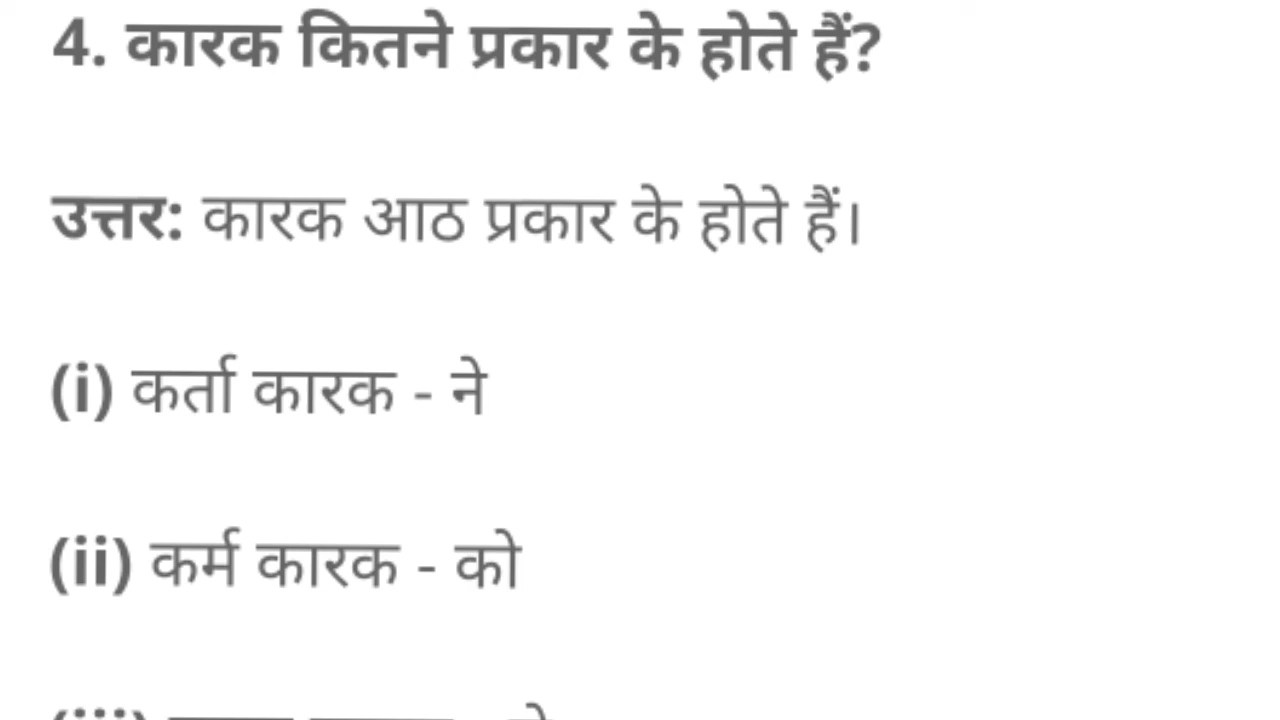 4. कारक कितने प्रकार के होते हैं?
उत्तर: कारक आठ प्रकार के होते हैं।
(i) कर्ता कारक - ने
(ii) कर्म कारक - को